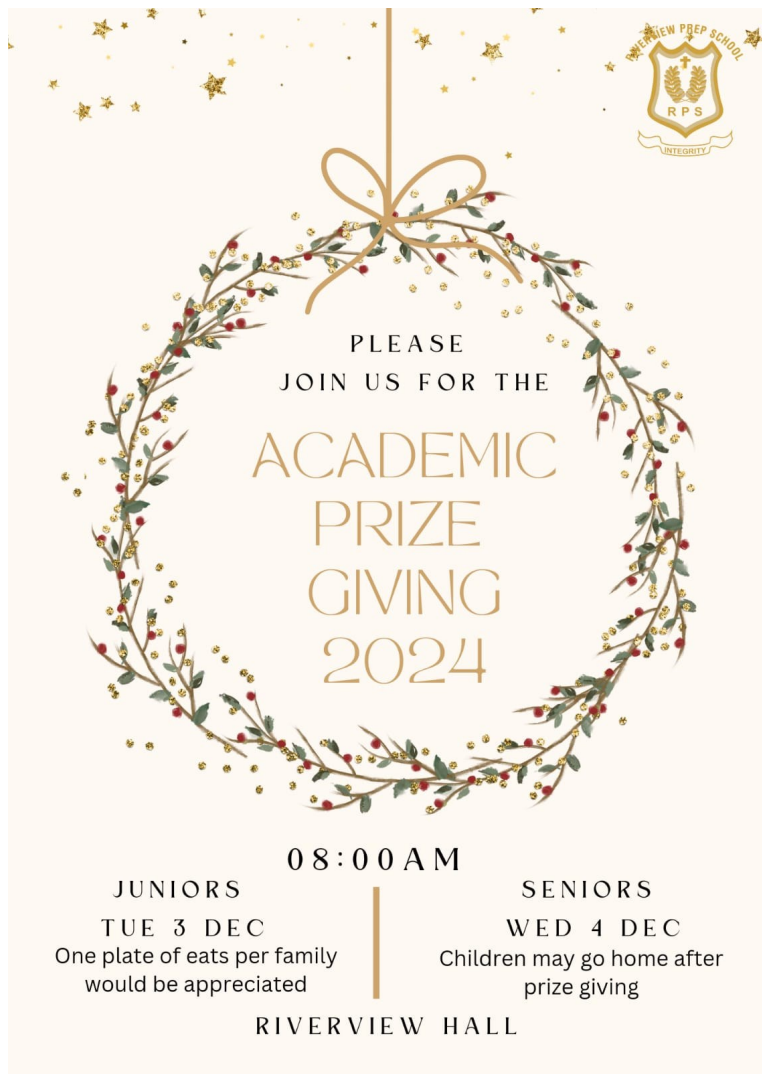 RIVERVIEW PREP SCHOOL
RPS
INTEGRITY
PLEASE
JOIN US FOR THE
ACADEMIC
PRIZE
GIVING
2024
08:00AM
JUNIORS
TUE 3 DEC
One plate of eats per family
would be appreciated
SENIORS
WED 4 DEC
Children may go home after
prize giving
RIVERVIEW HALL